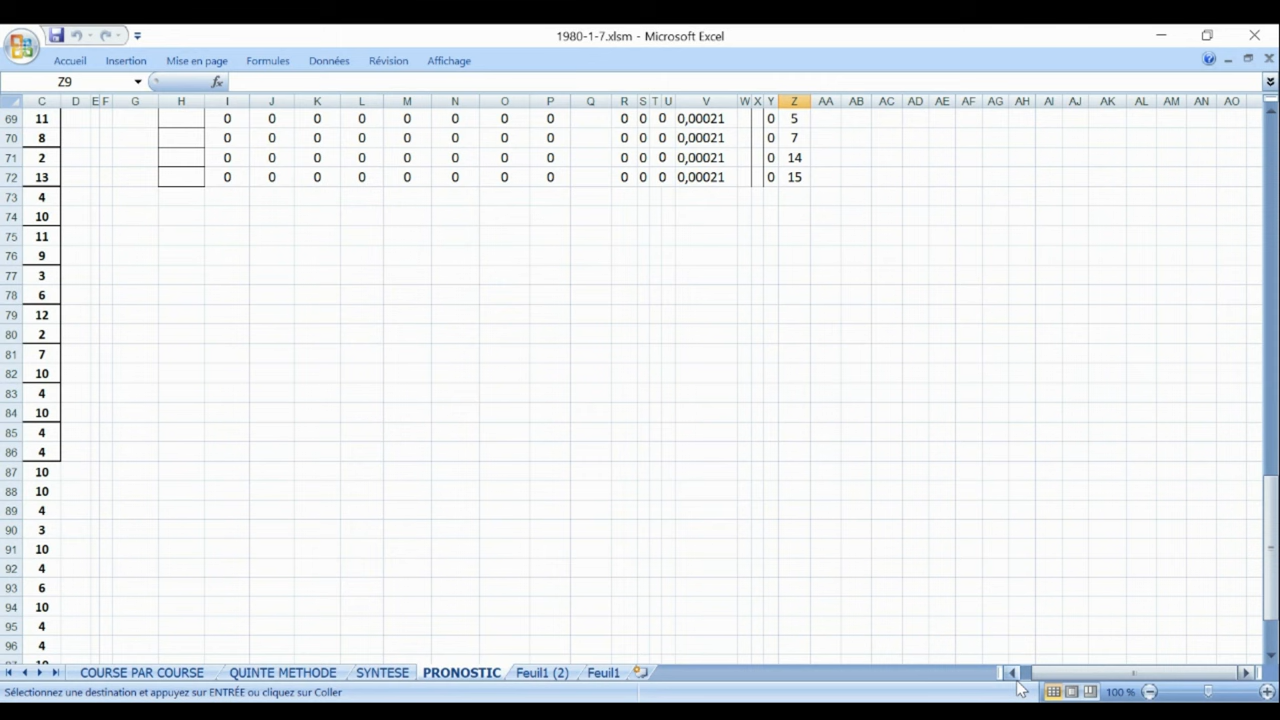 1980-1-7.xlsm - Microsoft Excel
Accueil Insertion Mise en page Formules Données Révision Affichage
Z9 fx
C D E F G H I J K L M N O P Q R S T U V W X Y Z AA AB AC AD AE AF AG AH AI AJ AK AL AM AN AO
69 11 0 0 0 0 0 0 0 0 0 0 0 0,00021 0 5
70 8 0 0 0 0 0 0 0 0 0 0 0 0,00021 0 7
71 2 0 0 0 0 0 0 0 0 0 0 0 0,00021 0 14
72 13 0 0 0 0 0 0 0 0 0 0 0 0,00021 0 15
73 4
74 10
75 11
76 9
77 3
78 6
79 12
80 2
81 7
82 10
83 4
84 10
85 4
86 4
87 10
88 10
89 4
90 3
91 10
92 4
93 6
94 10
95 4
96 4
10
COURSE PAR COURSE QUINTE METHODE SYNTESE PRONOSTIC Feuil1 (2) Feuil1
Sélectionnez une destination et appuyez sur ENTRÉE ou cliquez sur Coller 100 %